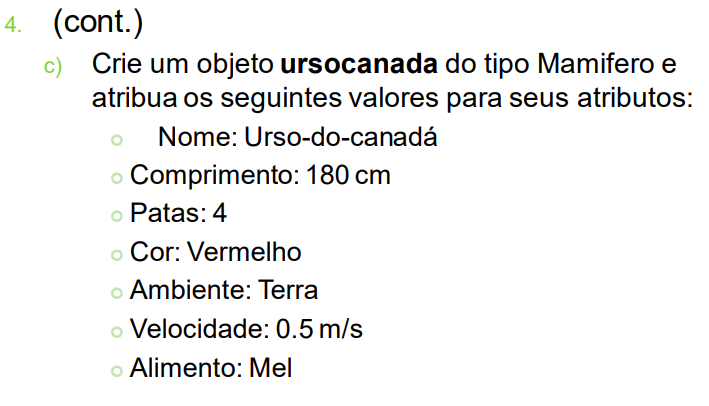 4. (cont.)
c) Crie um objeto ursocanada do tipo Mamifero e
atribua os seguintes valores para seus atributos:
Nome: Urso-do-canadá
Comprimento: 180 cm
Patas: 4
Cor: Vermelho
Ambiente: Terra
Velocidade: 0.5 m/s
Alimento: Mel